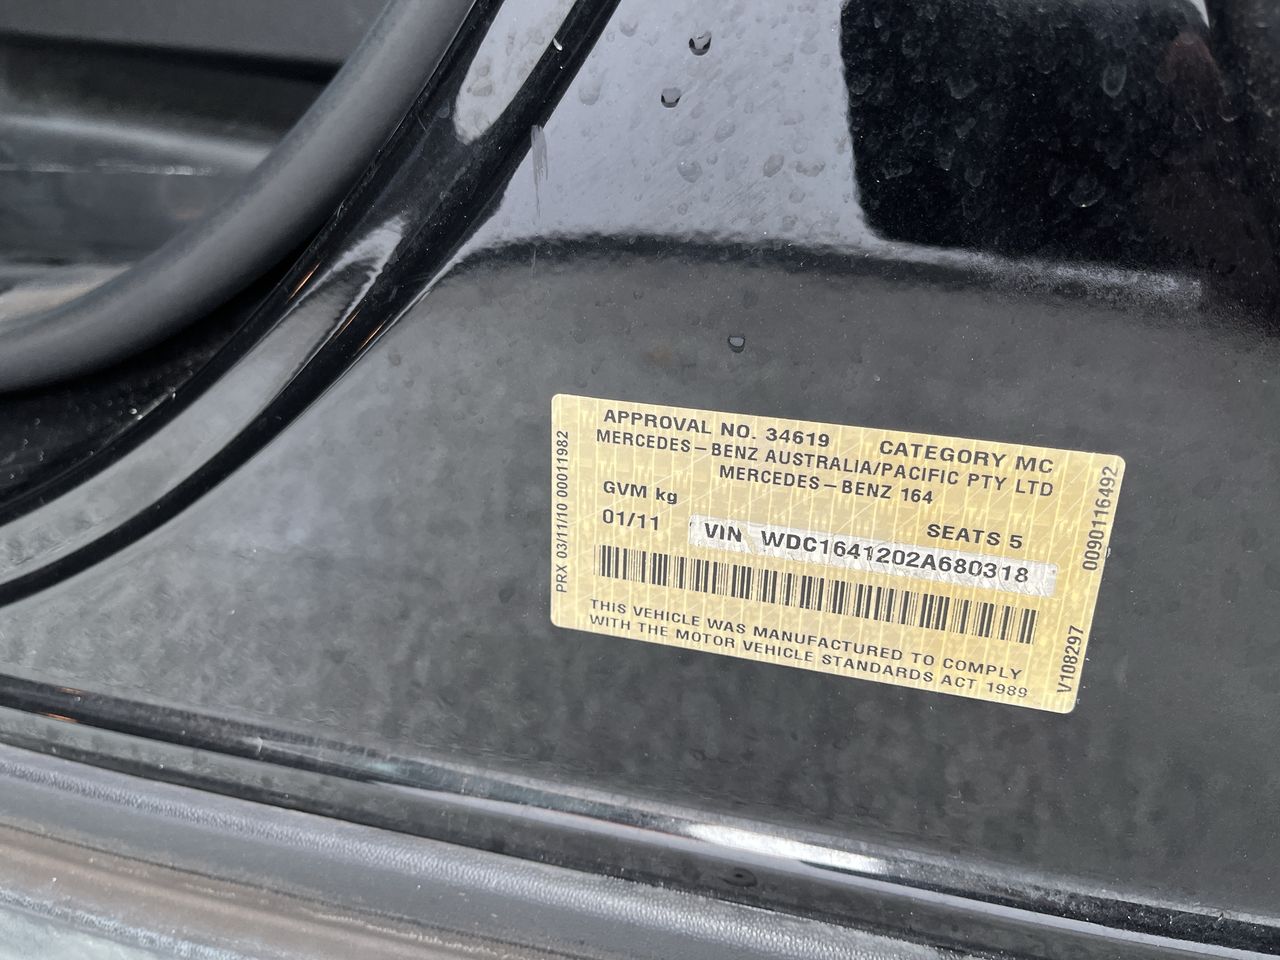 APPROVAL NO. 34619 CATEGORY MC
MERCEDES-BENZ AUSTRALIA/PACIFIC PTY LTD
MERCEDES-BENZ 164
GVM kg SEATS 5
01/11 VIN WDC1641202A680318
THIS VEHICLE WAS MANUFACTURED TO COMPLY
WITH THE MOTOR VEHICLE STANDARDS ACT 1989
PRX 03/11/10 00011982
0090116492
V108297